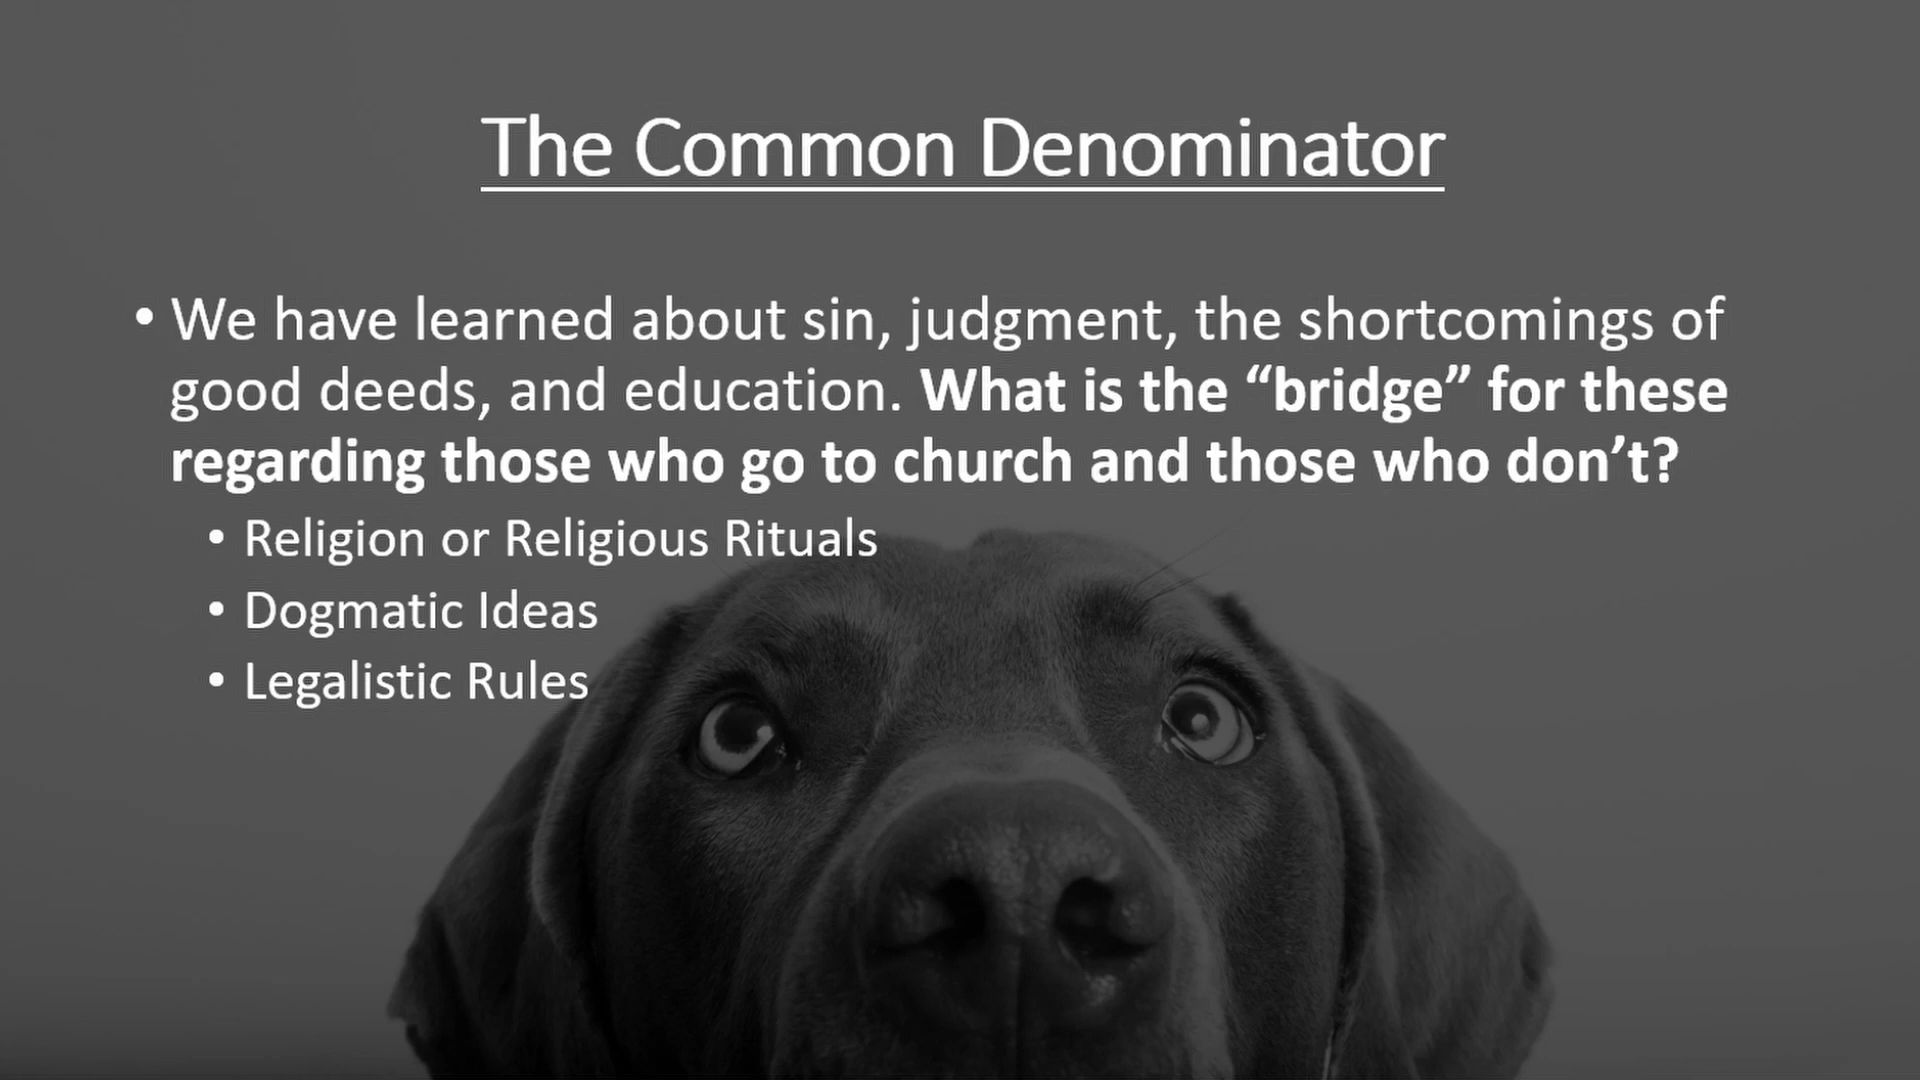 The Common Denominator
• We have learned about sin, judgment, the shortcomings of
good deeds, and education. What is the “bridge” for these
regarding those who go to church and those who don’t?
• Religion or Religious Rituals
• Dogmatic Ideas
• Legalistic Rules